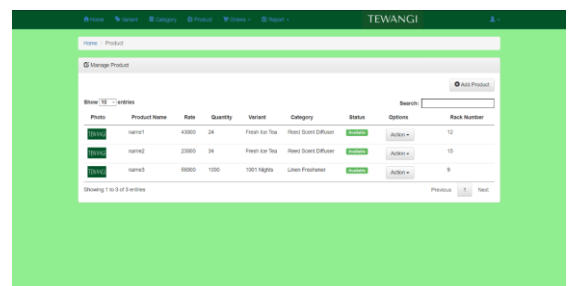 Home Variant Category Product Orders Report TEWANGI
Home / Product
Manage Product
Add Product
Show 10 entries Search:
Photo Product Name Rate Quantity Variant Category Status Options Rack Number
TEWANGI name1 43000 24 Fresh Ice Tea Reed Scent Diffuser Available Action 12
TEWANGI name2 23000 34 Fresh Ice Tea Reed Scent Diffuser Available Action 15
TEWANGI name3 1000 1001 Nights Linen Freshener Available Action 9
Showing 1 to 3 of 3 entries Previous 1 Next